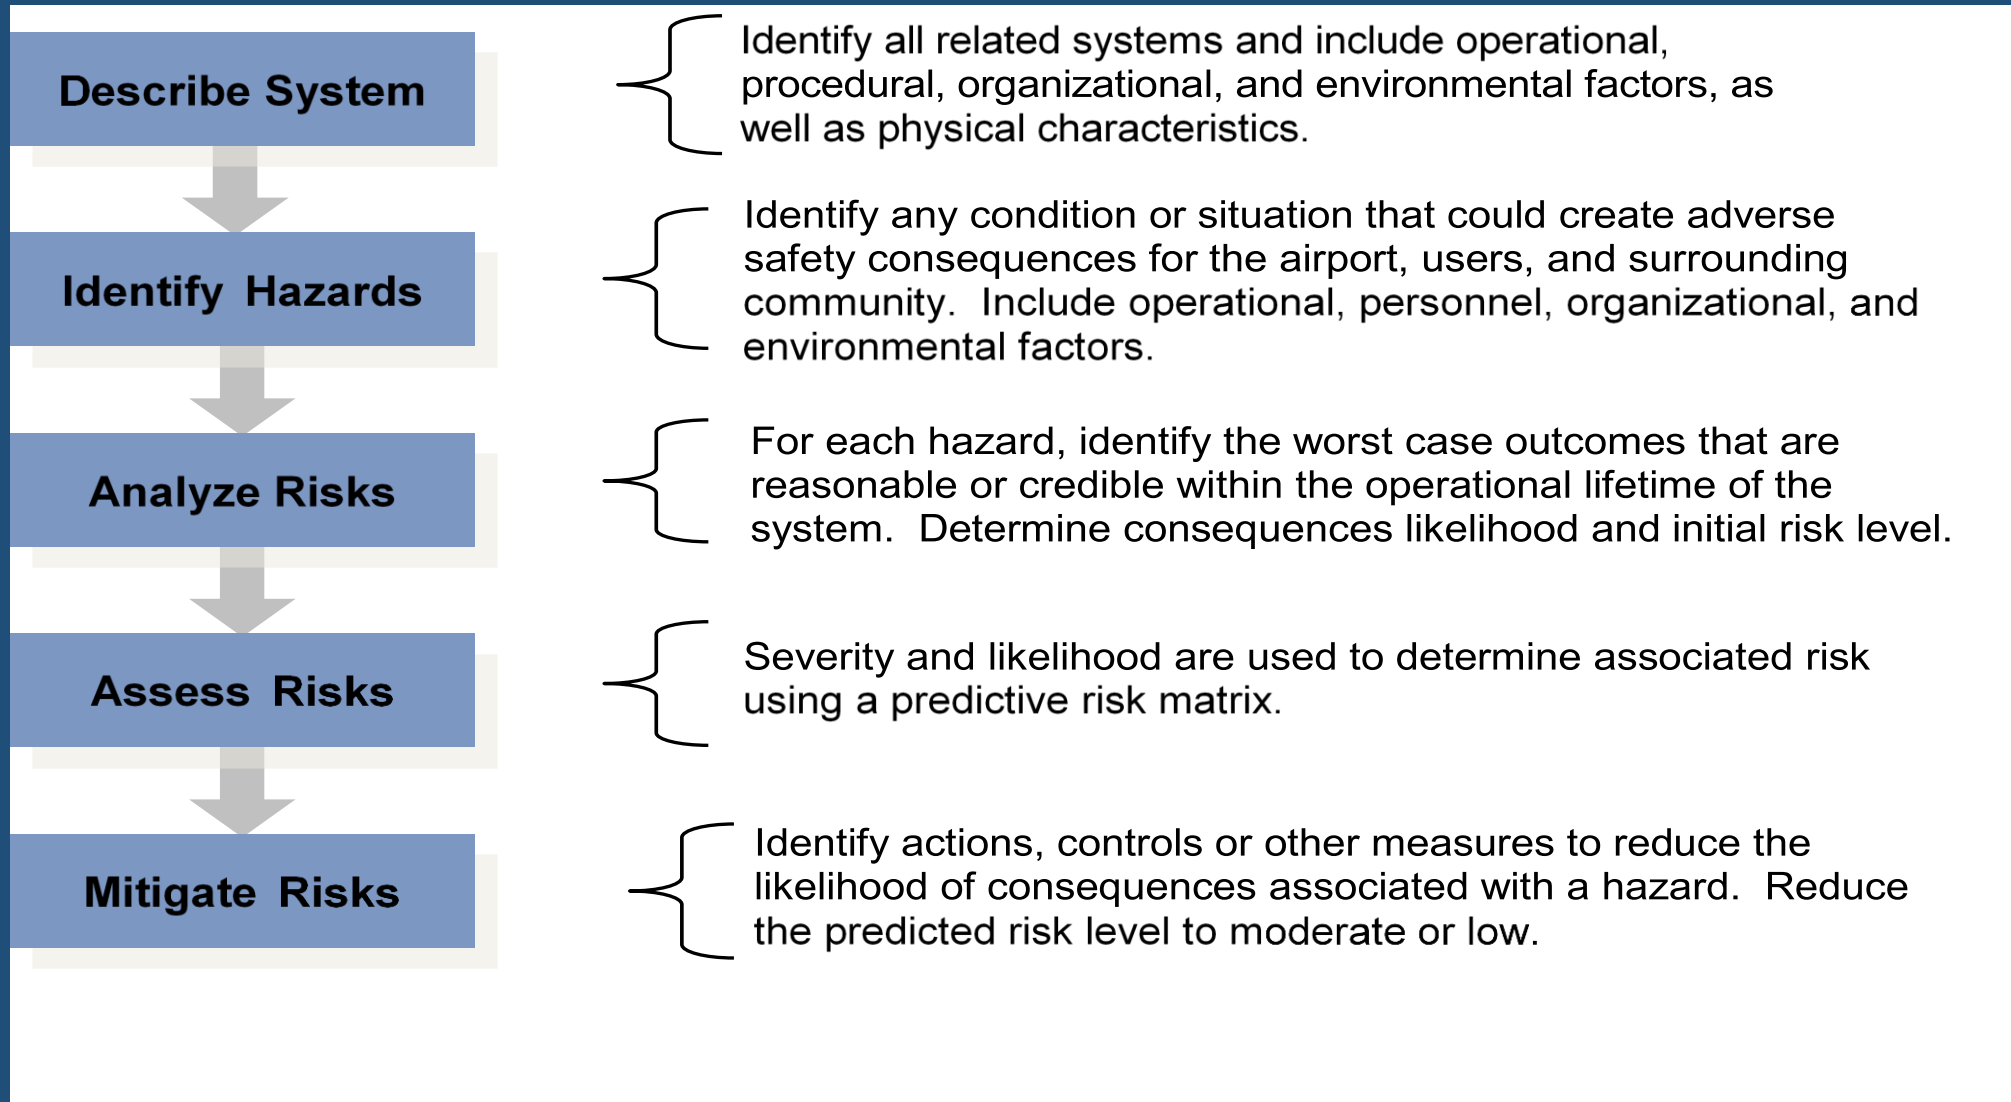 Describe System
Identify all related systems and include operational,
procedural, organizational, and environmental factors, as
well as physical characteristics.
Identify Hazards
Identify any condition or situation that could create adverse
safety consequences for the airport, users, and surrounding
community.  Include operational, personnel, organizational, and
environmental factors.
Analyze Risks
For each hazard, identify the worst case outcomes that are
reasonable or credible within the operational lifetime of the
system.  Determine consequences likelihood and initial risk level.
Assess Risks
Severity and likelihood are used to determine associated risk
using a predictive risk matrix.
Mitigate Risks
Identify actions, controls or other measures to reduce the
likelihood of consequences associated with a hazard.  Reduce
the predicted risk level to moderate or low.